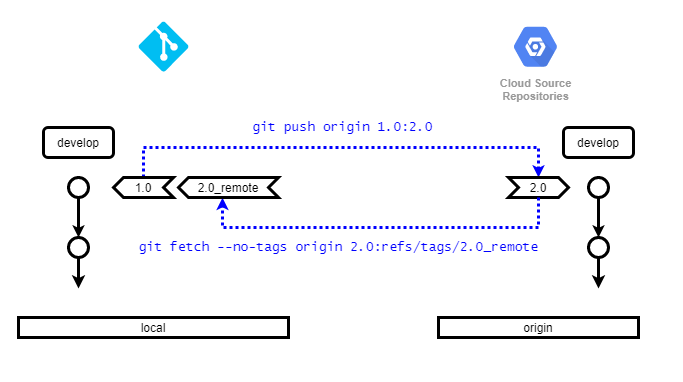 Cloud Source
Repositories
git push origin 1.0:2.0
develop
develop
1.0
2.0_remote
2.0
git fetch --no-tags origin 2.0:refs/tags/2.0_remote
local
origin